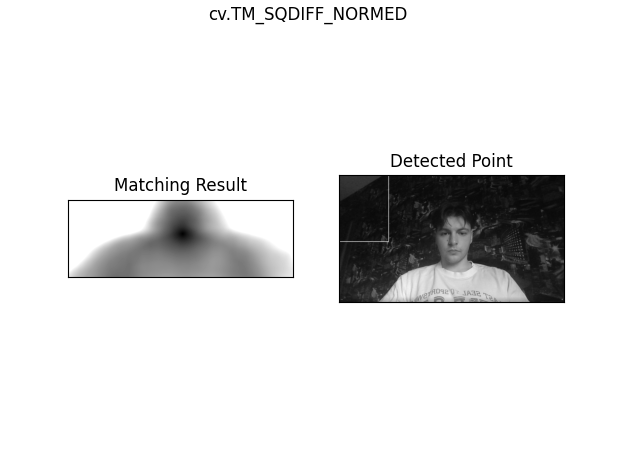 cv.TM_SQDIFF_NORMED
Matching Result
Detected Point